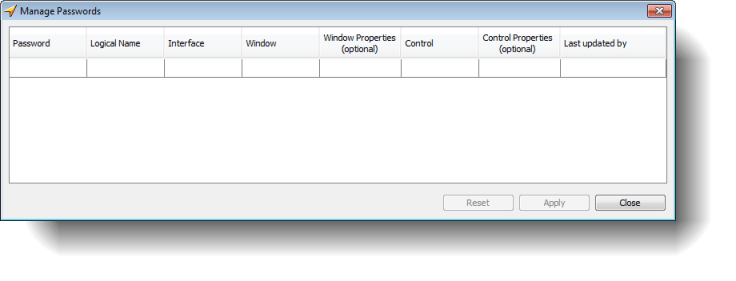 Manage Passwords
Password Logical Name Interface Window Window Properties (optional) Control Control Properties (optional) Last updated by
Reset Apply Close